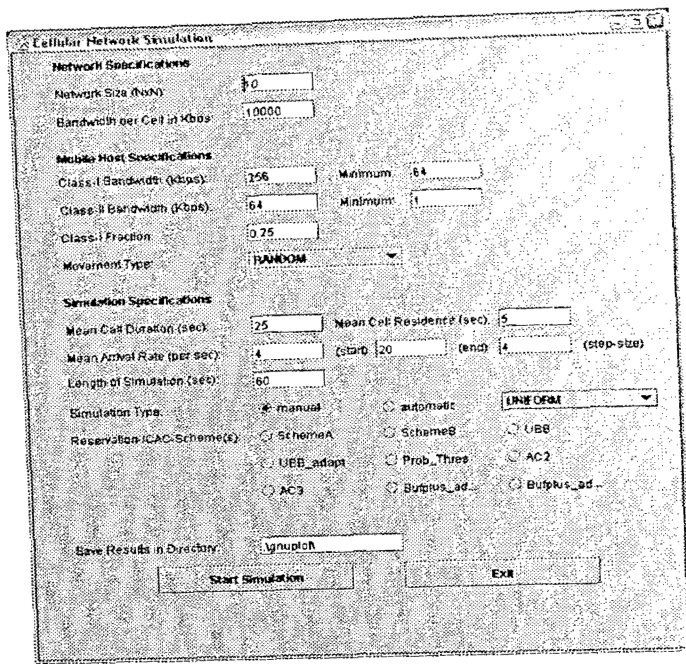 Cellular Network Simulation
Network Specifications
Network Size (NxN): 10
Bandwidth per Cell in Kbps: 10000
Mobile Host Specifications
Class-I Bandwidth (Kbps): 256 Minimum: 64
Class-II Bandwidth (Kbps): 64 Minimum: 1
Class-I Fraction: 0.25
Movement Type: RANDOM
Simulation Specifications
Mean Call Duration (sec): 25 Mean Cell Residence (sec): 5
Mean Arrival Rate (per sec): 4 (start) 20 (end) 4 (step-size)
Length of Simulation (sec): 60
Simulation Type: manual automatic UNIFORM
Reservation/CAC-Scheme(s): SchemeA SchemeB UBB
UBB_adapt Prob_Thres AC2
AC3 Bufplus_ad... Bufplus_ad...
Save Results in Directory: .\gnuplot\
Start Simulation Exit